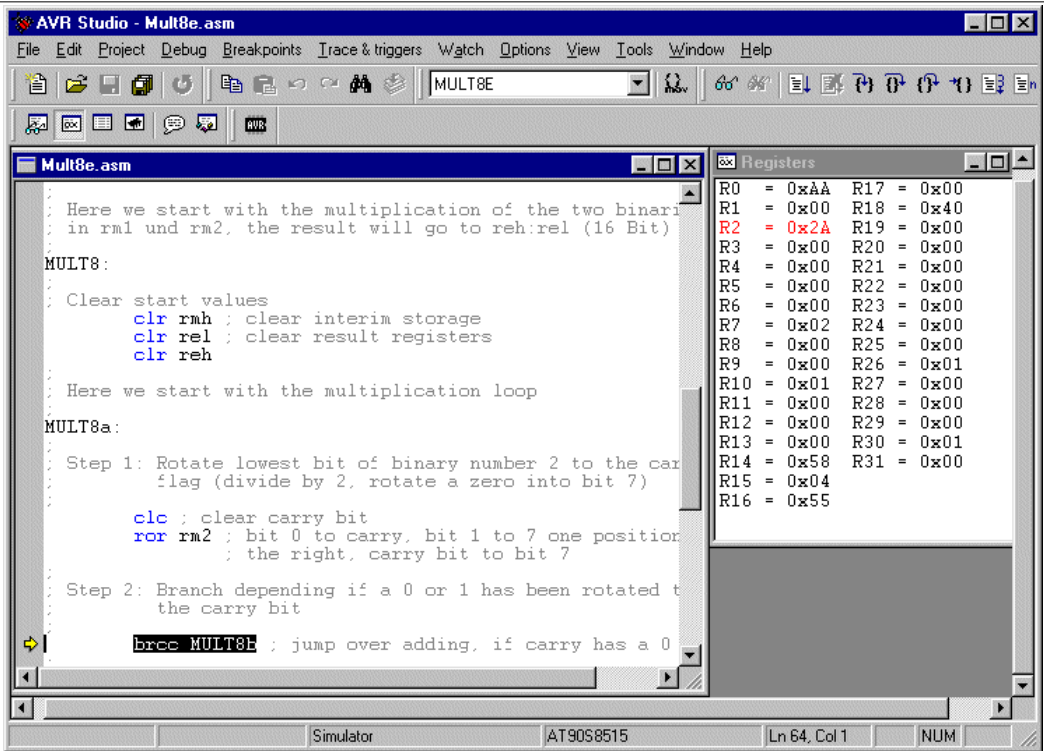 AVR Studio - Mult8e.asm
File Edit Project Debug Breakpoints Trace & triggers Watch Options View Tools Window Help
MULT8E
AVR
Mult8e.asm
;
; Here we start with the multiplication of the two binari
; in rm1 und rm2, the result will go to reh:rel (16 Bit)
;
MULT8:
;
; Clear start values
clr rmh ; clear interim storage
clr rel ; clear result registers
clr reh
;
; Here we start with the multiplication loop
;
MULT8a:
;
; Step 1: Rotate lowest bit of binary number 2 to the car
; flag (divide by 2, rotate a zero into bit 7)
;
clc ; clear carry bit
ror rm2 ; bit 0 to carry, bit 1 to 7 one position
; the right, carry bit to bit 7
;
; Step 2: Branch depending if a 0 or 1 has been rotated t
; the carry bit
;
brcc MULT8b ; jump over adding, if carry has a 0
Registers
R0 = 0xAA R17 = 0x00
R1 = 0x00 R18 = 0x40
R2 = 0x2A R19 = 0x00
R3 = 0x00 R20 = 0x00
R4 = 0x00 R21 = 0x00
R5 = 0x00 R22 = 0x00
R6 = 0x00 R23 = 0x00
R7 = 0x02 R24 = 0x00
R8 = 0x00 R25 = 0x00
R9 = 0x00 R26 = 0x01
R10 = 0x01 R27 = 0x00
R11 = 0x00 R28 = 0x00
R12 = 0x00 R29 = 0x00
R13 = 0x00 R30 = 0x01
R14 = 0x58 R31 = 0x00
R15 = 0x04
R16 = 0x55
Simulator AT90S8515 Ln 64, Col 1 NUM